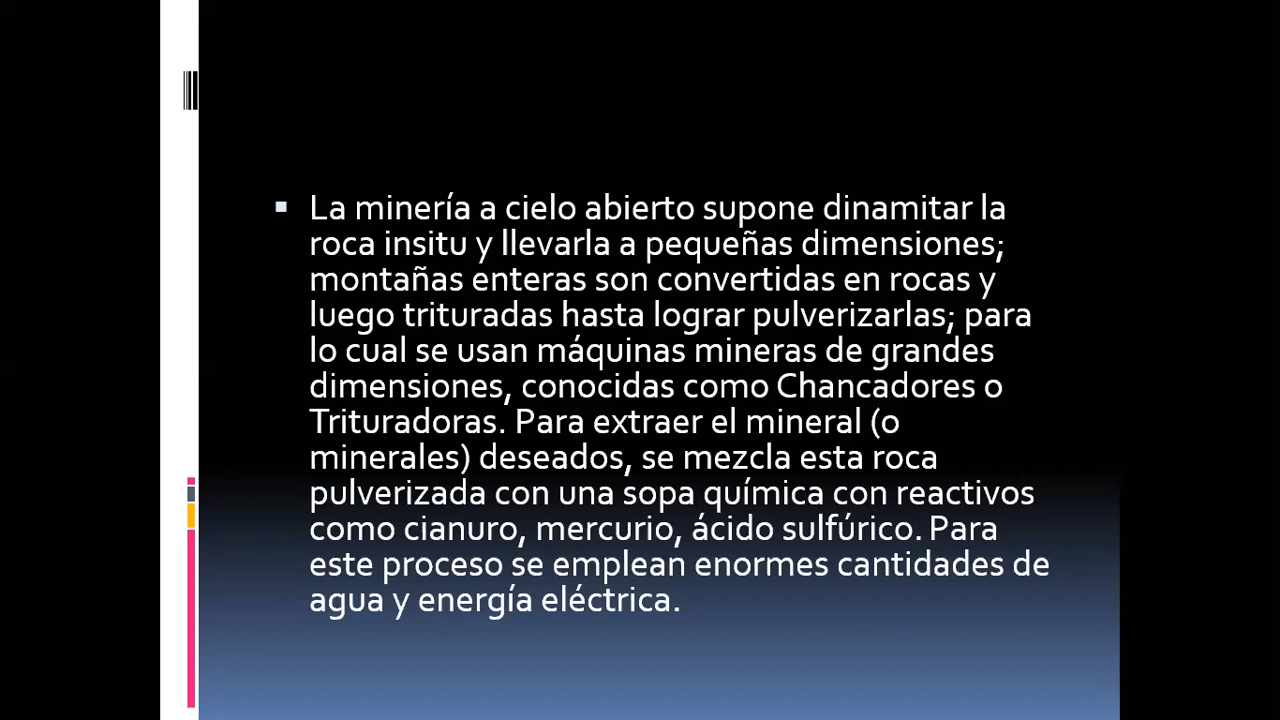 La minería a cielo abierto supone dinamitar la
roca insitu y llevarla a pequeñas dimensiones;
montañas enteras son convertidas en rocas y
luego trituradas hasta lograr pulverizarlas; para
lo cual se usan máquinas mineras de grandes
dimensiones, conocidas como Chancadores o
Trituradoras. Para extraer el mineral (o
minerales) deseados, se mezcla esta roca
pulverizada con una sopa química con reactivos
como cianuro, mercurio, ácido sulfúrico. Para
este proceso se emplean enormes cantidades de
agua y energía eléctrica.